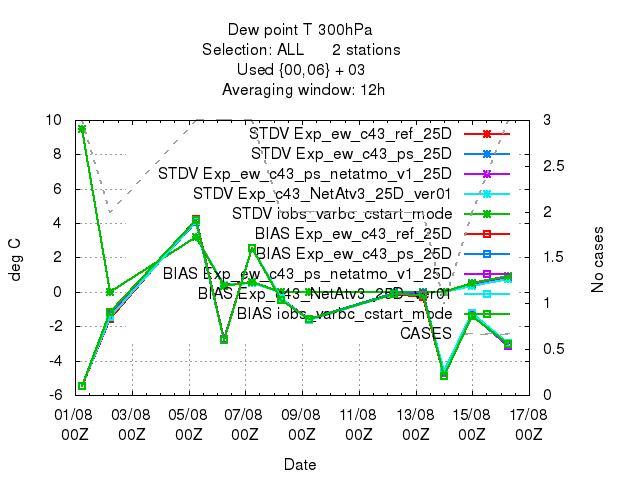 Dew point T 300hPa
Selection: ALL 2 stations
Used {00,06} + 03
Averaging window: 12h
10
8
6
4
2
0
-2
-4
-6
deg C
STDV Exp_ew_c43_ref_25D
STDV Exp_ew_c43_ps_25D
STDV Exp_ew_c43_ps_netatmo_v1_25D
STDV Exp_c43_NetAtv3_25D_ver01
STDV iobs_varbc_cstart_mode
BIAS Exp_ew_c43_ref_25D
BIAS Exp_ew_c43_ps_25D
BIAS Exp_ew_c43_ps_netatmo_v1_25D
BIAS Exp_c43_NetAtv3_25D_ver01
BIAS iobs_varbc_cstart_mode
CASES
3
2.5
2
1.5
1
0.5
0
No cases
01/08 03/08 05/08 07/08 09/08 11/08 13/08 15/08 17/08
00Z 00Z 00Z 00Z 00Z 00Z 00Z 00Z 00Z
Date